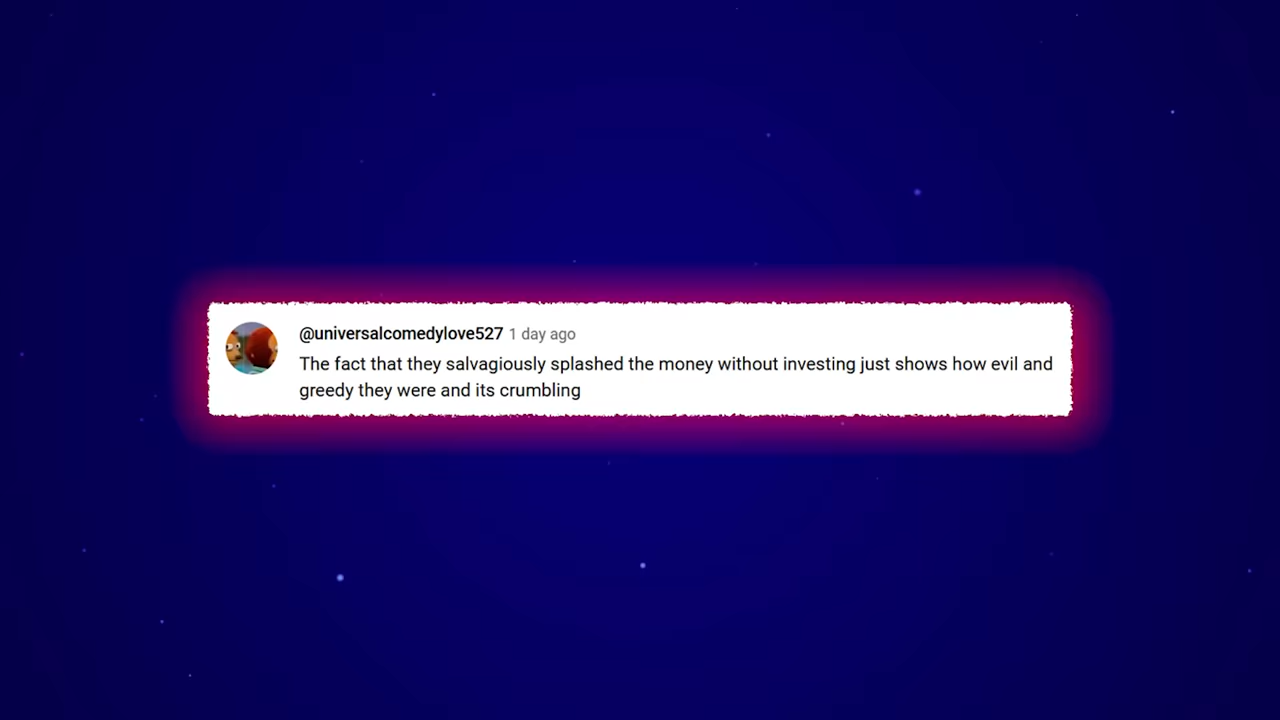 @universalcomedylove527 1 day ago
The fact that they salvagiously splashed the money without investing just shows how evil and
greedy they were and its crumbling